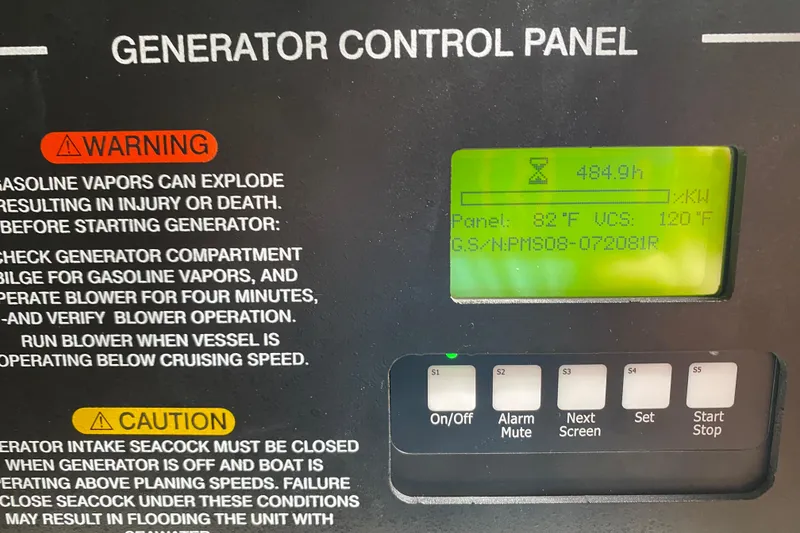 GENERATOR CONTROL PANEL
WARNING
GASOLINE VAPORS CAN EXPLODE
RESULTING IN INJURY OR DEATH.
BEFORE STARTING GENERATOR:
CHECK GENERATOR COMPARTMENT
BILGE FOR GASOLINE VAPORS, AND
OPERATE BLOWER FOR FOUR MINUTES,
-AND VERIFY BLOWER OPERATION.
RUN BLOWER WHEN VESSEL IS
OPERATING BELOW CRUISING SPEED.
CAUTION
ERATOR INTAKE SEACOCK MUST BE CLOSED
WHEN GENERATOR IS OFF AND BOAT IS
ERATING ABOVE PLANING SPEEDS. FAILURE
CLOSE SEACOCK UNDER THESE CONDITIONS
MAY RESULT IN FLOODING THE UNIT WITH
SEAWATER
484.9h
%KW
Panel: 82 °F VCS: 120 °F
G.S/N:PMS08-072081R
S1 S2 S3 S4 S5
On/Off Alarm Mute Next Screen Set Start Stop